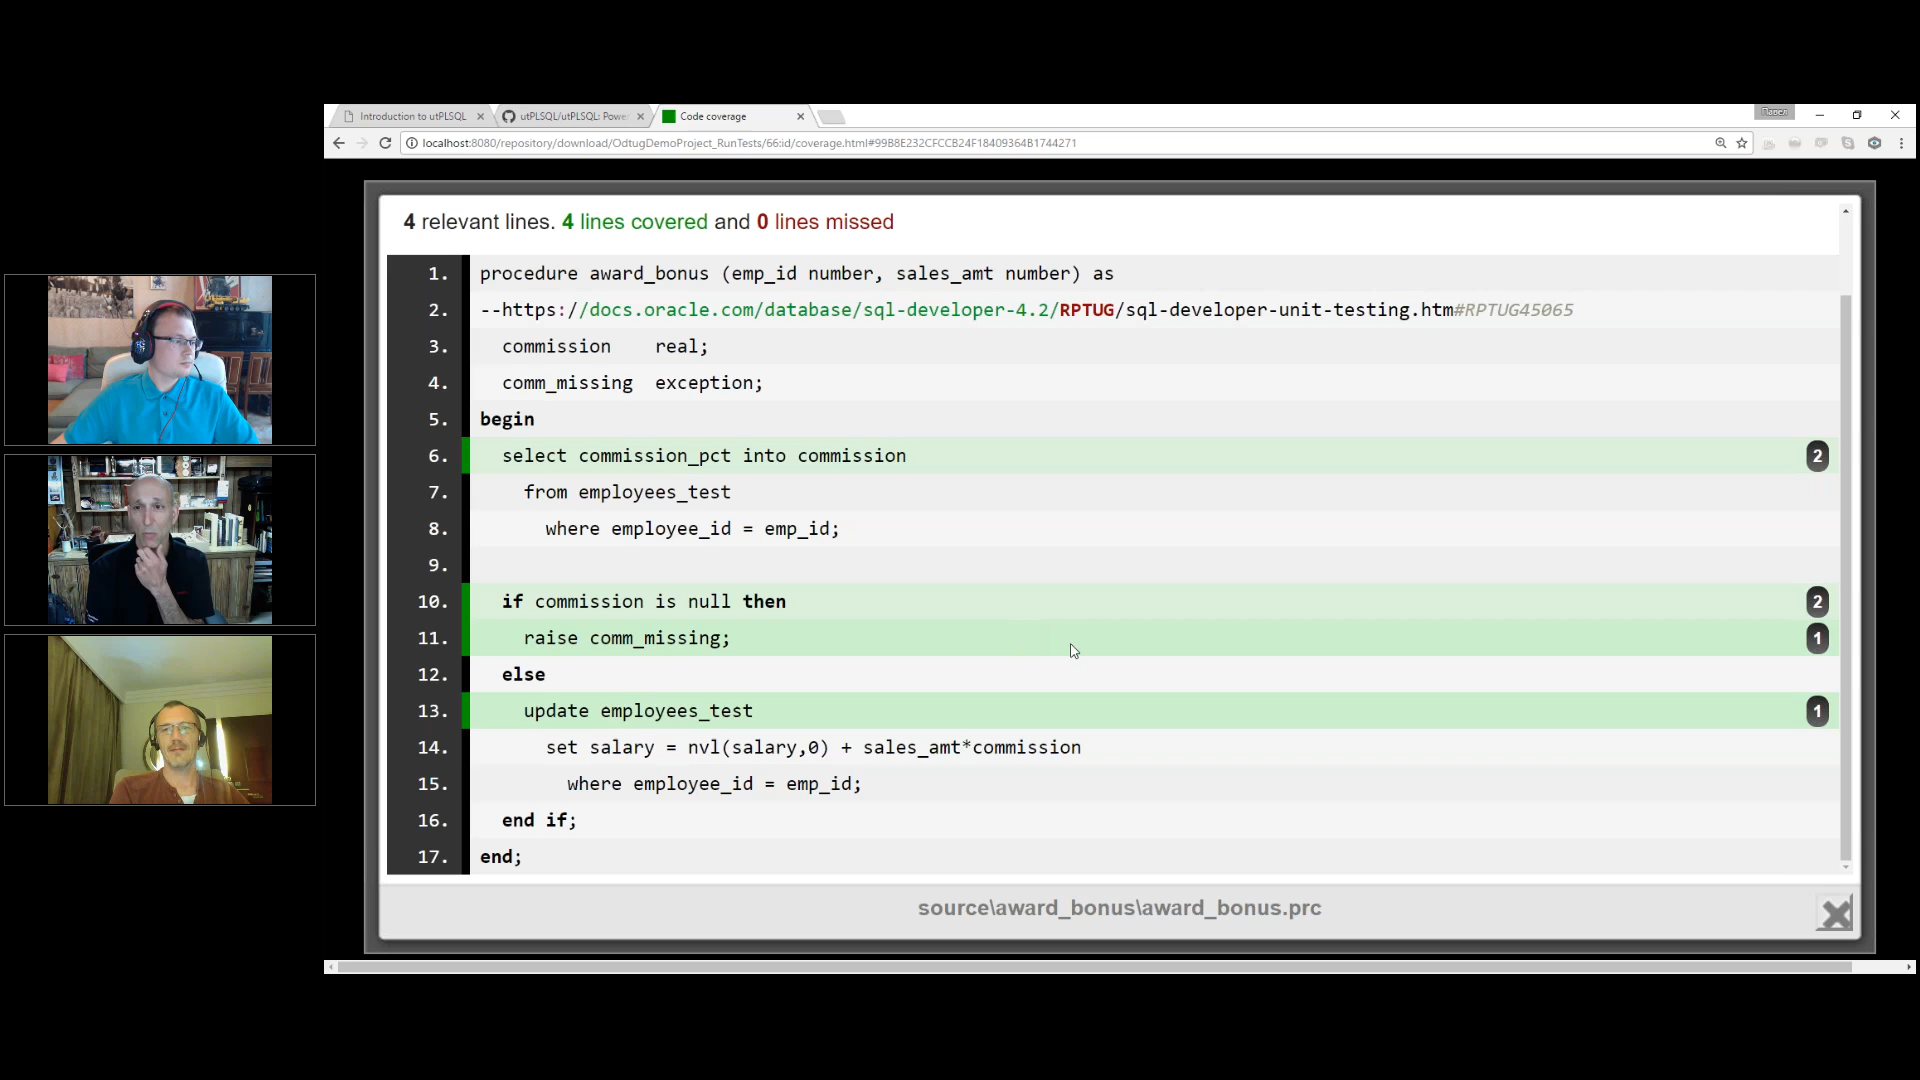 Introduction to utPLSQL
utPLSQL/utPLSQL: Powe
Code coverage
Павел
localhost:8080/repository/download/OdtugDemoProject_RunTests/66:id/coverage.html#99B8E232CFCCB24F18409364B1744271
4 relevant lines. 4 lines covered and 0 lines missed
1. procedure award_bonus (emp_id number, sales_amt number) as
2. --https://docs.oracle.com/database/sql-developer-4.2/RPTUG/sql-developer-unit-testing.htm#RPTUG45065
3. commission real;
4. comm_missing exception;
5. begin
6. select commission_pct into commission 2
7. from employees_test
8. where employee_id = emp_id;
9.
10. if commission is null then 2
11. raise comm_missing; 1
12. else
13. update employees_test 1
14. set salary = nvl(salary,0) + sales_amt*commission
15. where employee_id = emp_id;
16. end if;
17. end;
source\award_bonus\award_bonus.prc